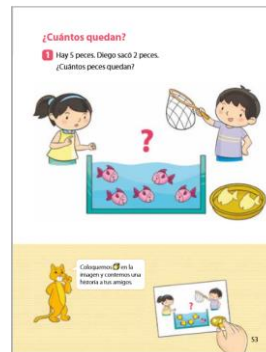 ¿Cuántos quedan?
1 Hay 5 peces. Diego sacó 2 peces.
¿Cuántos peces quedan?
?
Coloquemos en la
imagen y contemos una
historia a tus amigos.
?
53